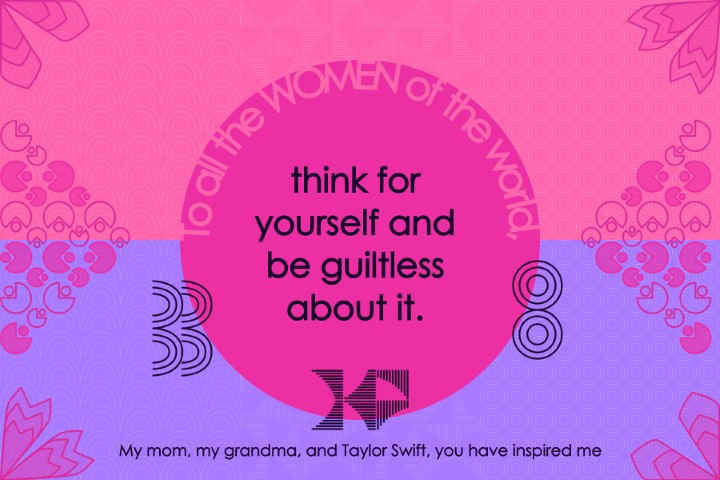 To all the WOMEN of the world,
think for
yourself and
be guiltless
about it.
3 8
My mom, my grandma, and Taylor Swift, you have inspired me